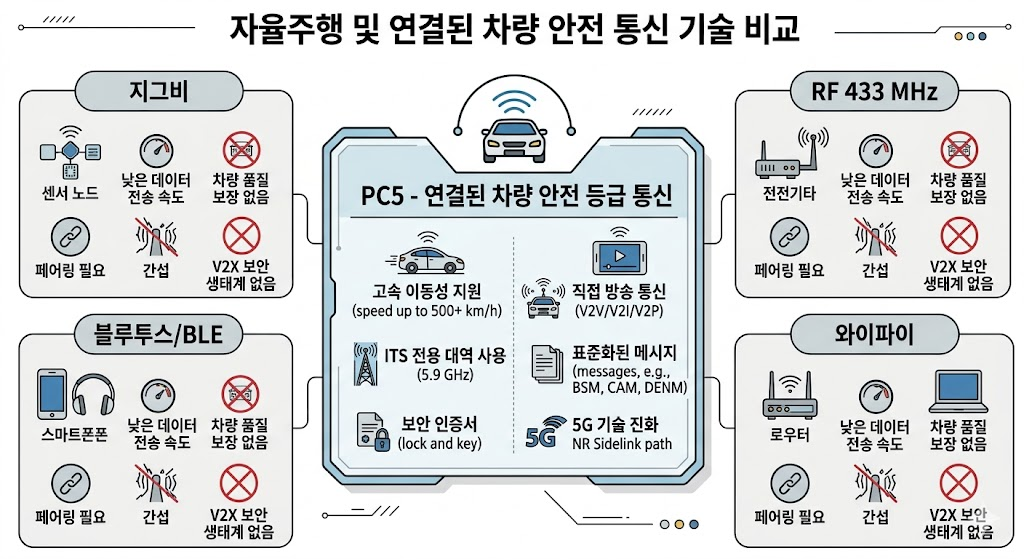 자율주행 및 연결된 차량 안전 통신 기술 비교
지그비
센서 노드
낮은 데이터
전송 속도
차량 품질
보장 없음
페어링 필요
간섭
V2X 보안
생태계 없음
블루투스/BLE
스마트폰폰
낮은 데이터
전송 속도
차량 품질
보장 없음
페어링 필요
간섭
V2X 보안
생태계 없음
PC5 - 연결된 차량 안전 등급 통신
고속 이동성 지원
(speed up to 500+ km/h)
직접 방송 통신
(V2V/V2I/V2P)
ITS 전용 대역 사용
(5.9 GHz)
표준화된 메시지
(messages, e.g.,
BSM, CAM, DENM)
보안 인증서
(lock and key)
5G
5G 기술 진화
NR Sidelink path
RF 433 MHz
전전기타
낮은 데이터
전송 속도
차량 품질
보장 없음
페어링 필요
간섭
V2X 보안
생태계 없음
와이파이
로우터
낮은 데이터
전송 속도
차량 품질
보장 없음
페어링 필요
간섭
V2X 보안
생태계 없음